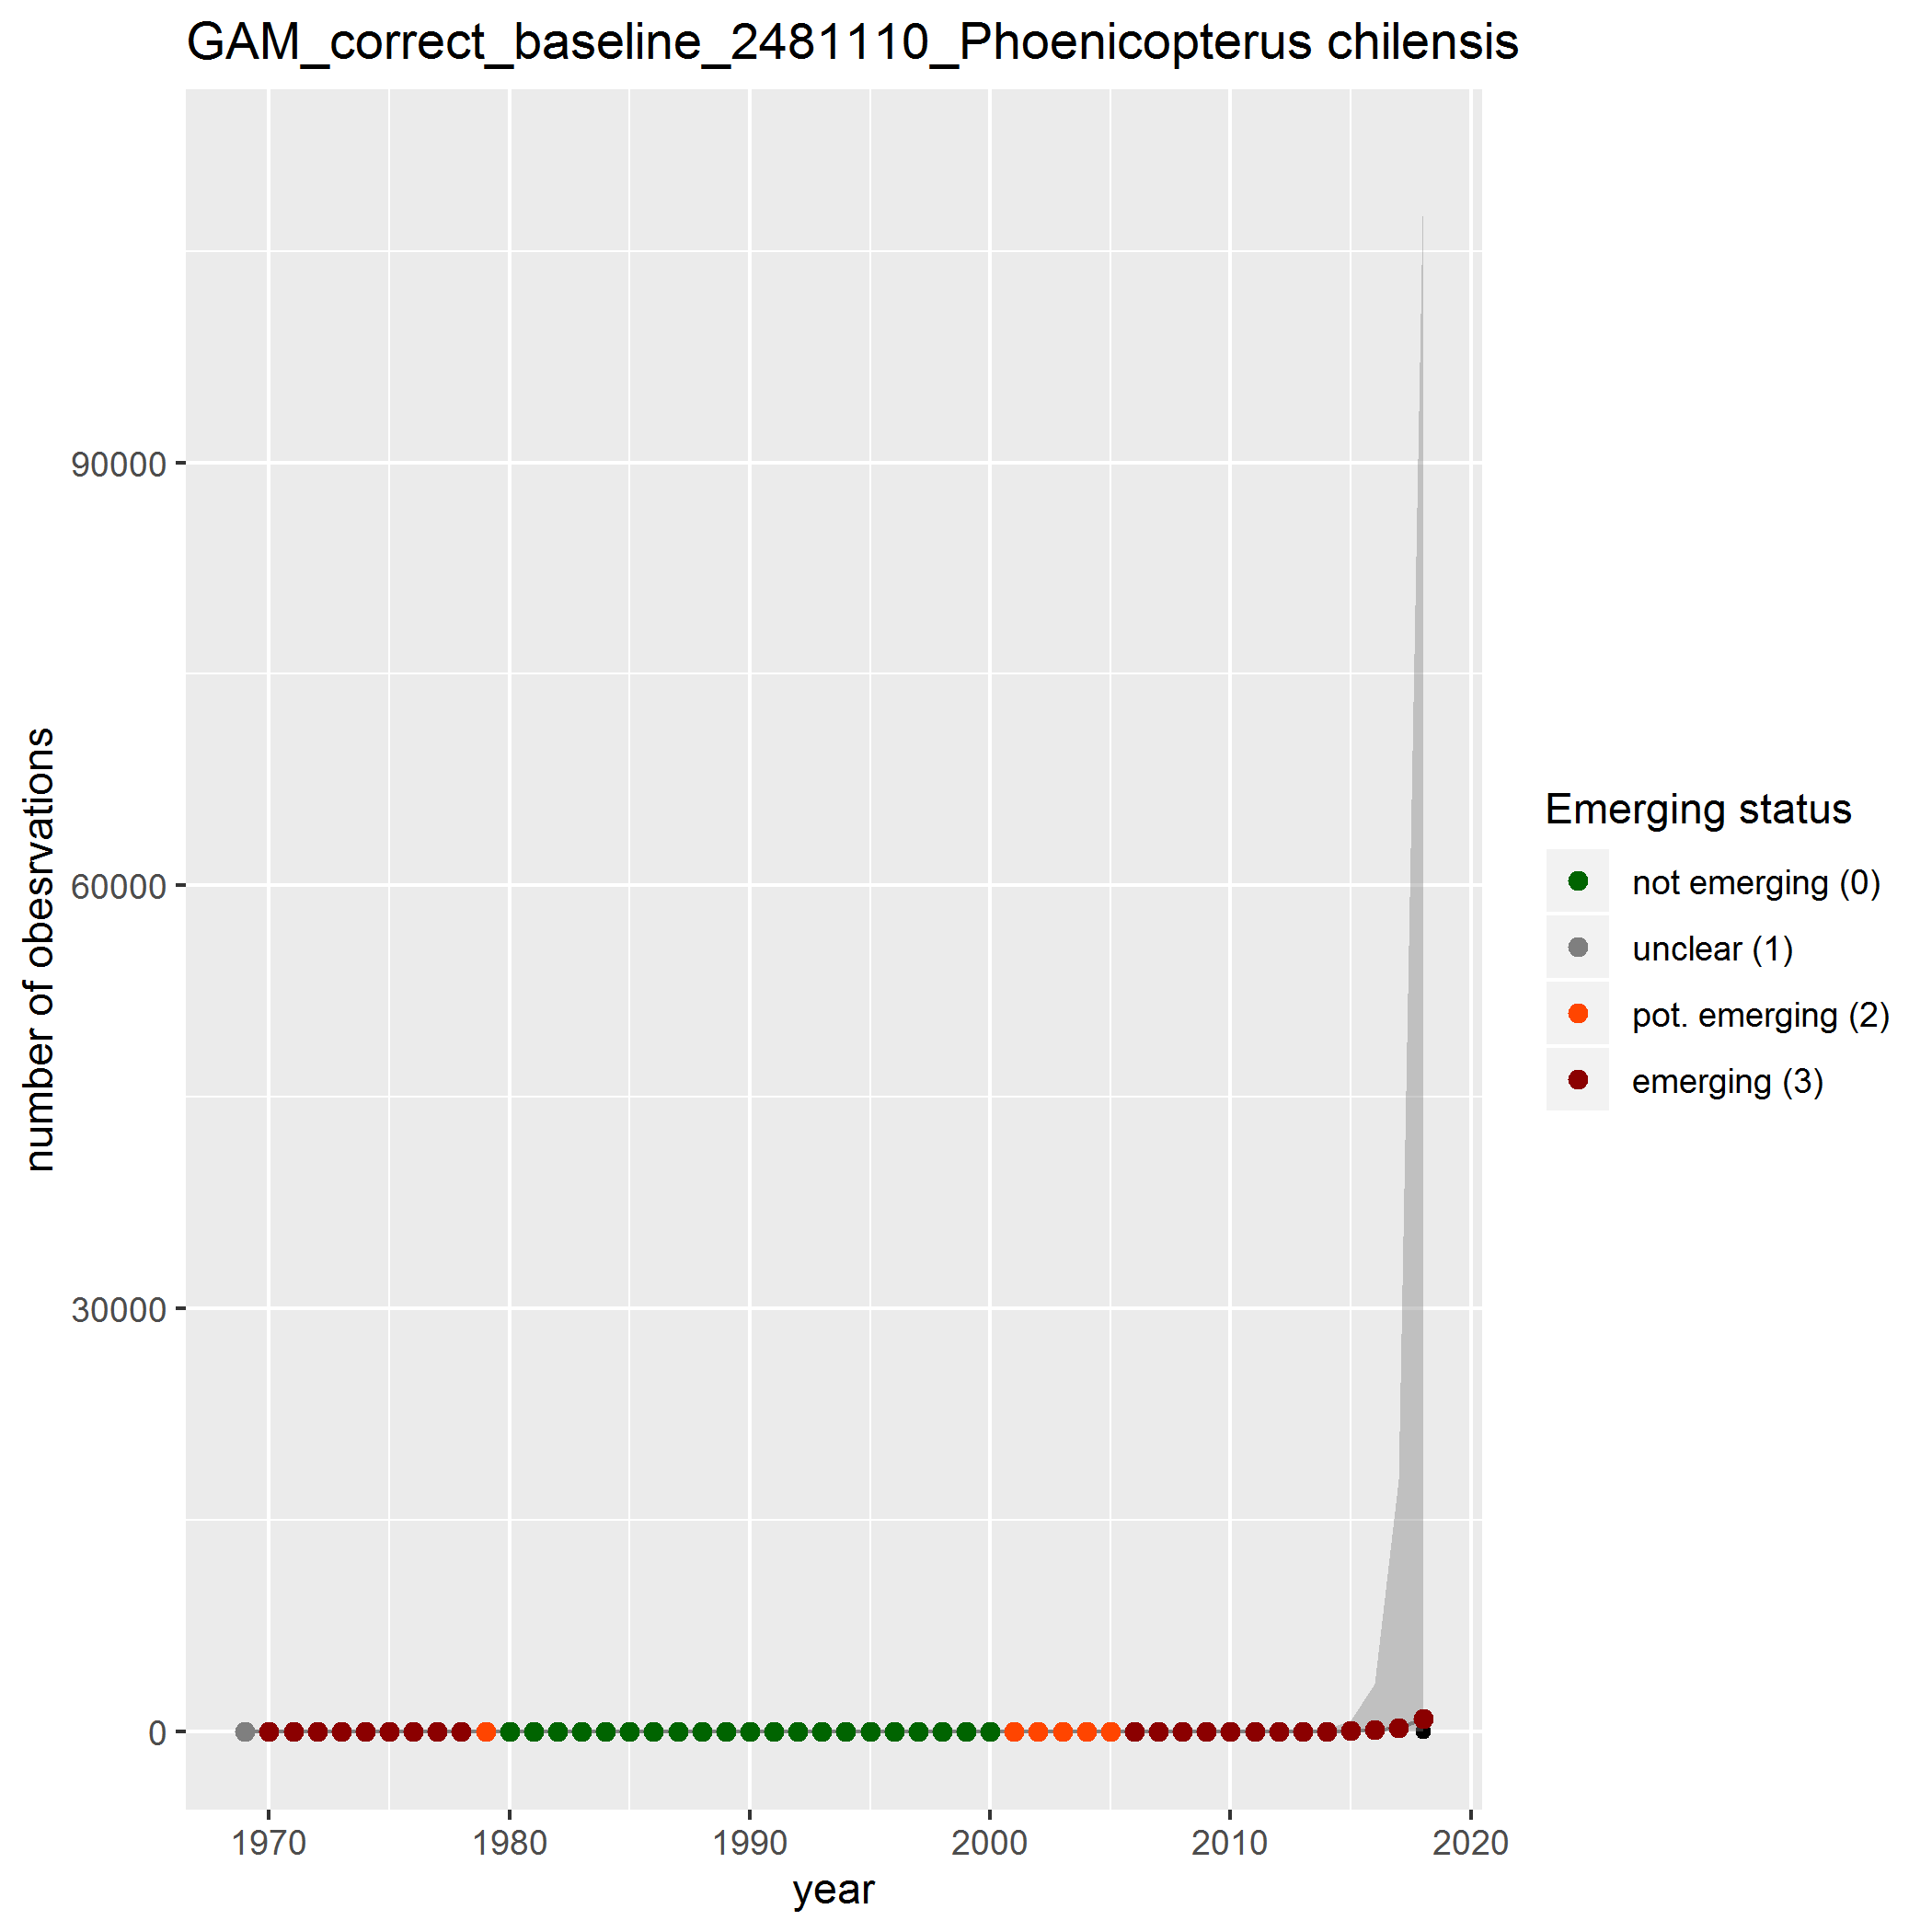 GAM_correct_baseline_2481110_Phoenicopterus chilensis
number of obesrvations
90000
60000
30000
0
1970
1980
1990
2000
2010
2020
year
Emerging status
not emerging (0)
unclear (1)
pot. emerging (2)
emerging (3)